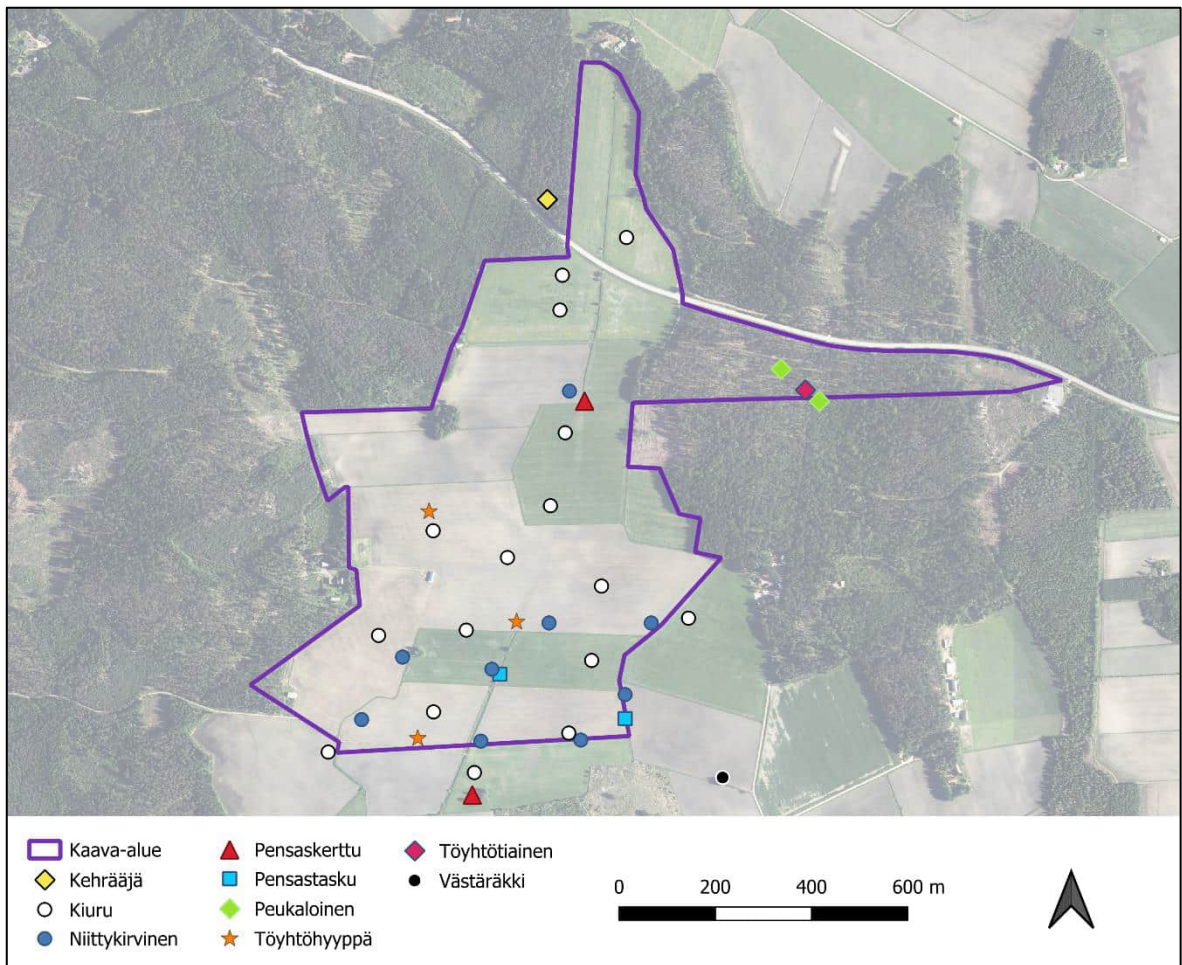 Kaava-alue
Kehrääjä
Kiuru
Niittykirvinen
Pensaskerttu
Pensastasku
Peukaloinen
Töyhtöhyyppä
Töyhtötiainen
Västäräkki
0 200 400 600 m